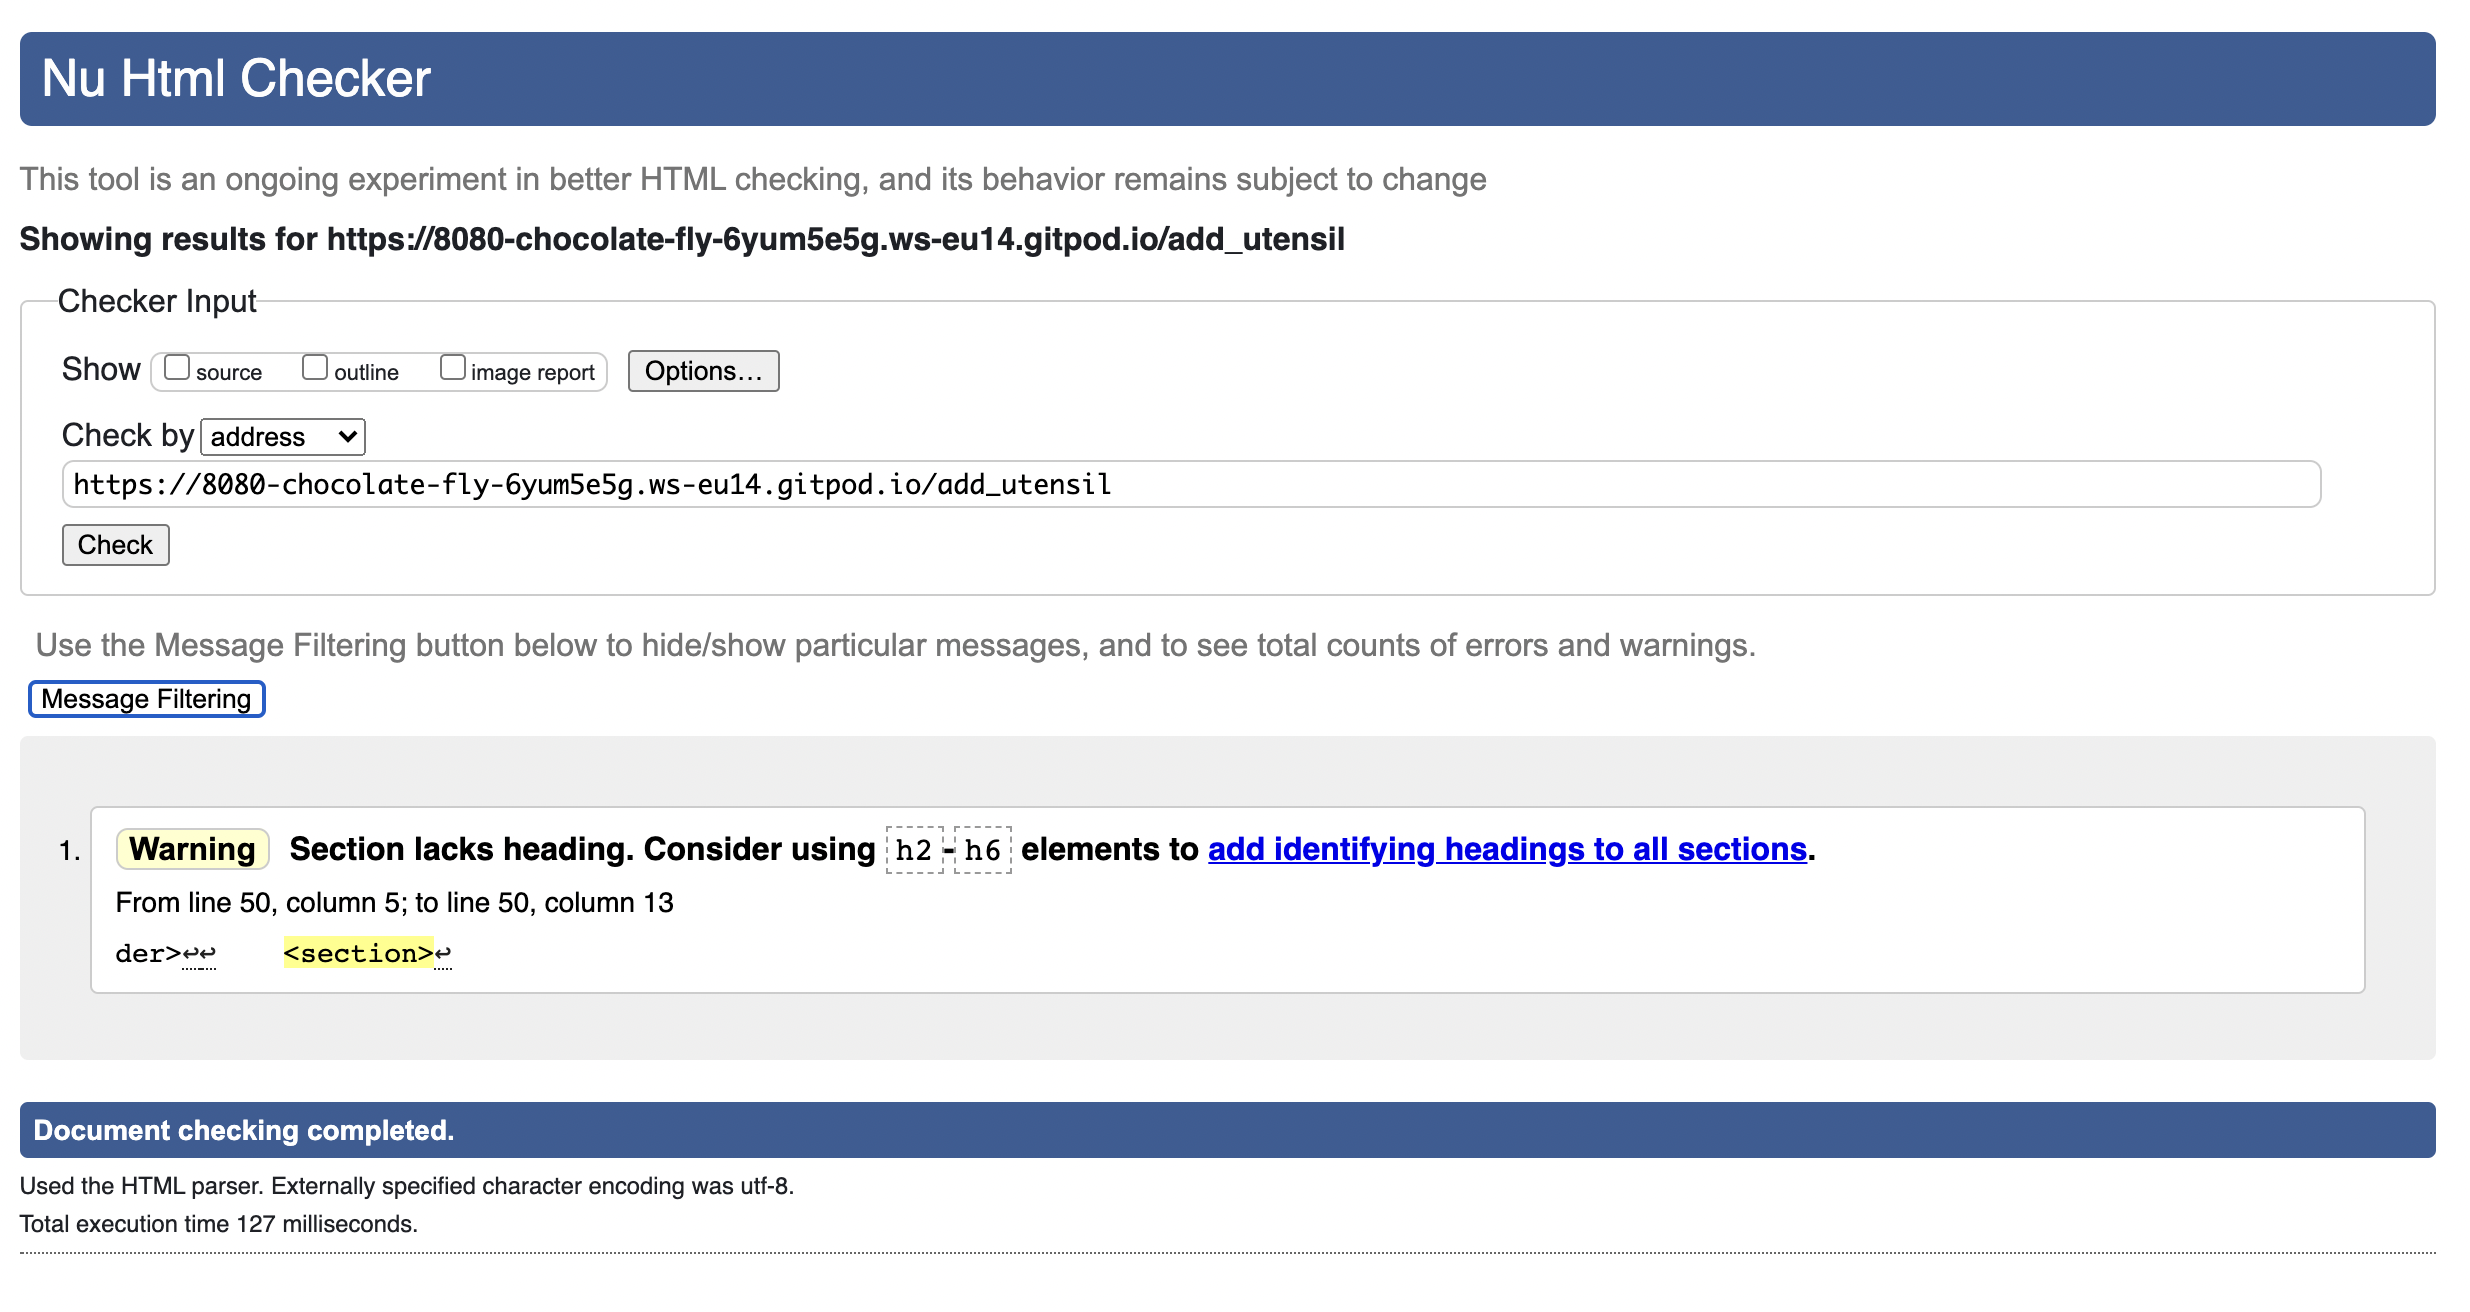 Nu Html Checker
This tool is an ongoing experiment in better HTML checking, and its behavior remains subject to change
Showing results for https://8080-chocolate-fly-6yum5e5g.ws-eu14.gitpod.io/add_utensil
Checker Input
Show source outline image report Options…
Check by address
https://8080-chocolate-fly-6yum5e5g.ws-eu14.gitpod.io/add_utensil
Check
Use the Message Filtering button below to hide/show particular messages, and to see total counts of errors and warnings.
Message Filtering
1. Warning Section lacks heading. Consider using h2-h6 elements to add identifying headings to all sections.
From line 50, column 5; to line 50, column 13
der>↩↩ <section>↩
Document checking completed.
Used the HTML parser. Externally specified character encoding was utf-8.
Total execution time 127 milliseconds.